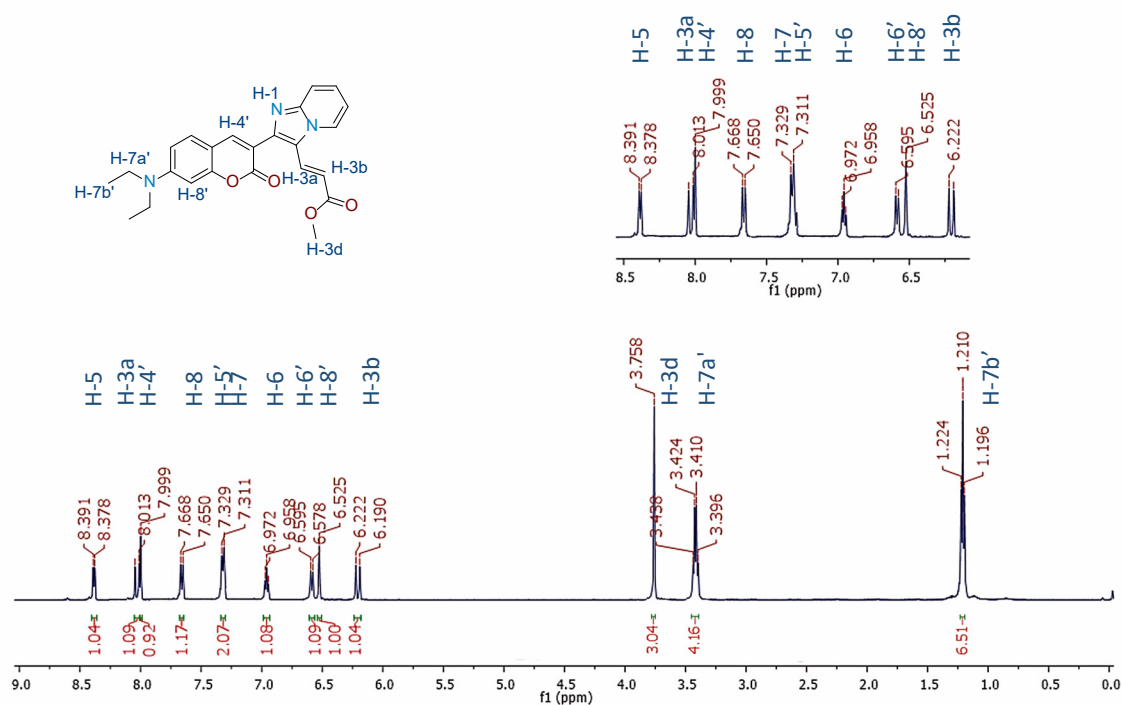 H-5
H-3a
H-4'
H-8
H-7
H-5'
H-6
H-6'
H-8'
H-3b
8.391
8.378
8.013
7.999
7.668
7.650
7.329
7.311
6.972
6.958
6.595
6.525
6.222
8.5 8.0 7.5 7.0 6.5
f1 (ppm)
H-1
N
N
H-4'
H-7a'
H-7b'
N
H-8'
O
O
H-3a
H-3b
O
O
H-3d
H-5
H-3a
H-4'
H-8
H-5'
H-7
H-6
H-6'
H-8'
H-3b
H-3d
H-7a'
H-7b'
8.391
8.378
8.013
7.999
7.668
7.650
7.329
7.311
6.972
6.958
6.595
6.578
6.525
6.222
6.190
3.758
3.438
3.424
3.410
3.396
1.224
1.210
1.196
1.04
1.09
0.92
1.17
2.07
1.08
1.09
1.00
1.04
3.04
4.16
6.51
9.0 8.5 8.0 7.5 7.0 6.5 6.0 5.5 5.0 4.5 4.0 3.5 3.0 2.5 2.0 1.5 1.0 0.5 0.0
f1 (ppm)